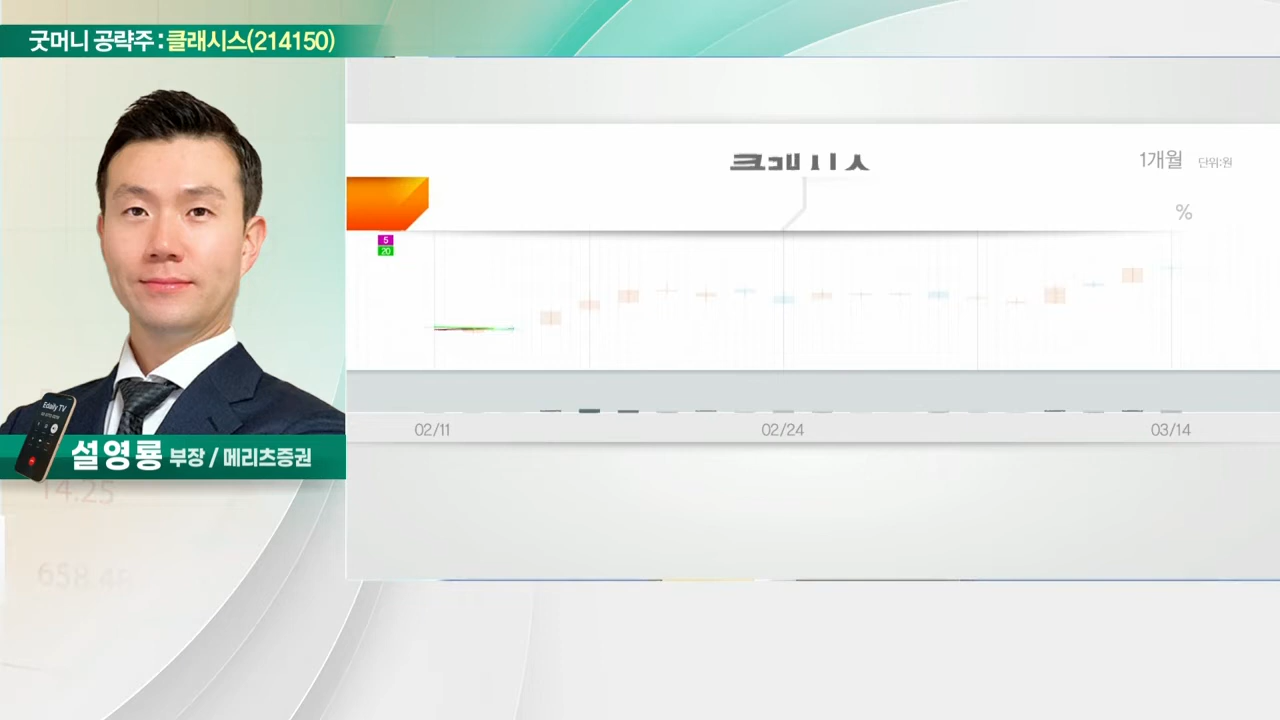 굿머니 공략주 : 클래시스(214150)
클래시스
1개월 단위:원
%
5
20
02/11 02/24 03/14
Edaily TV
설영룡 부장 / 메리츠증권
14.25